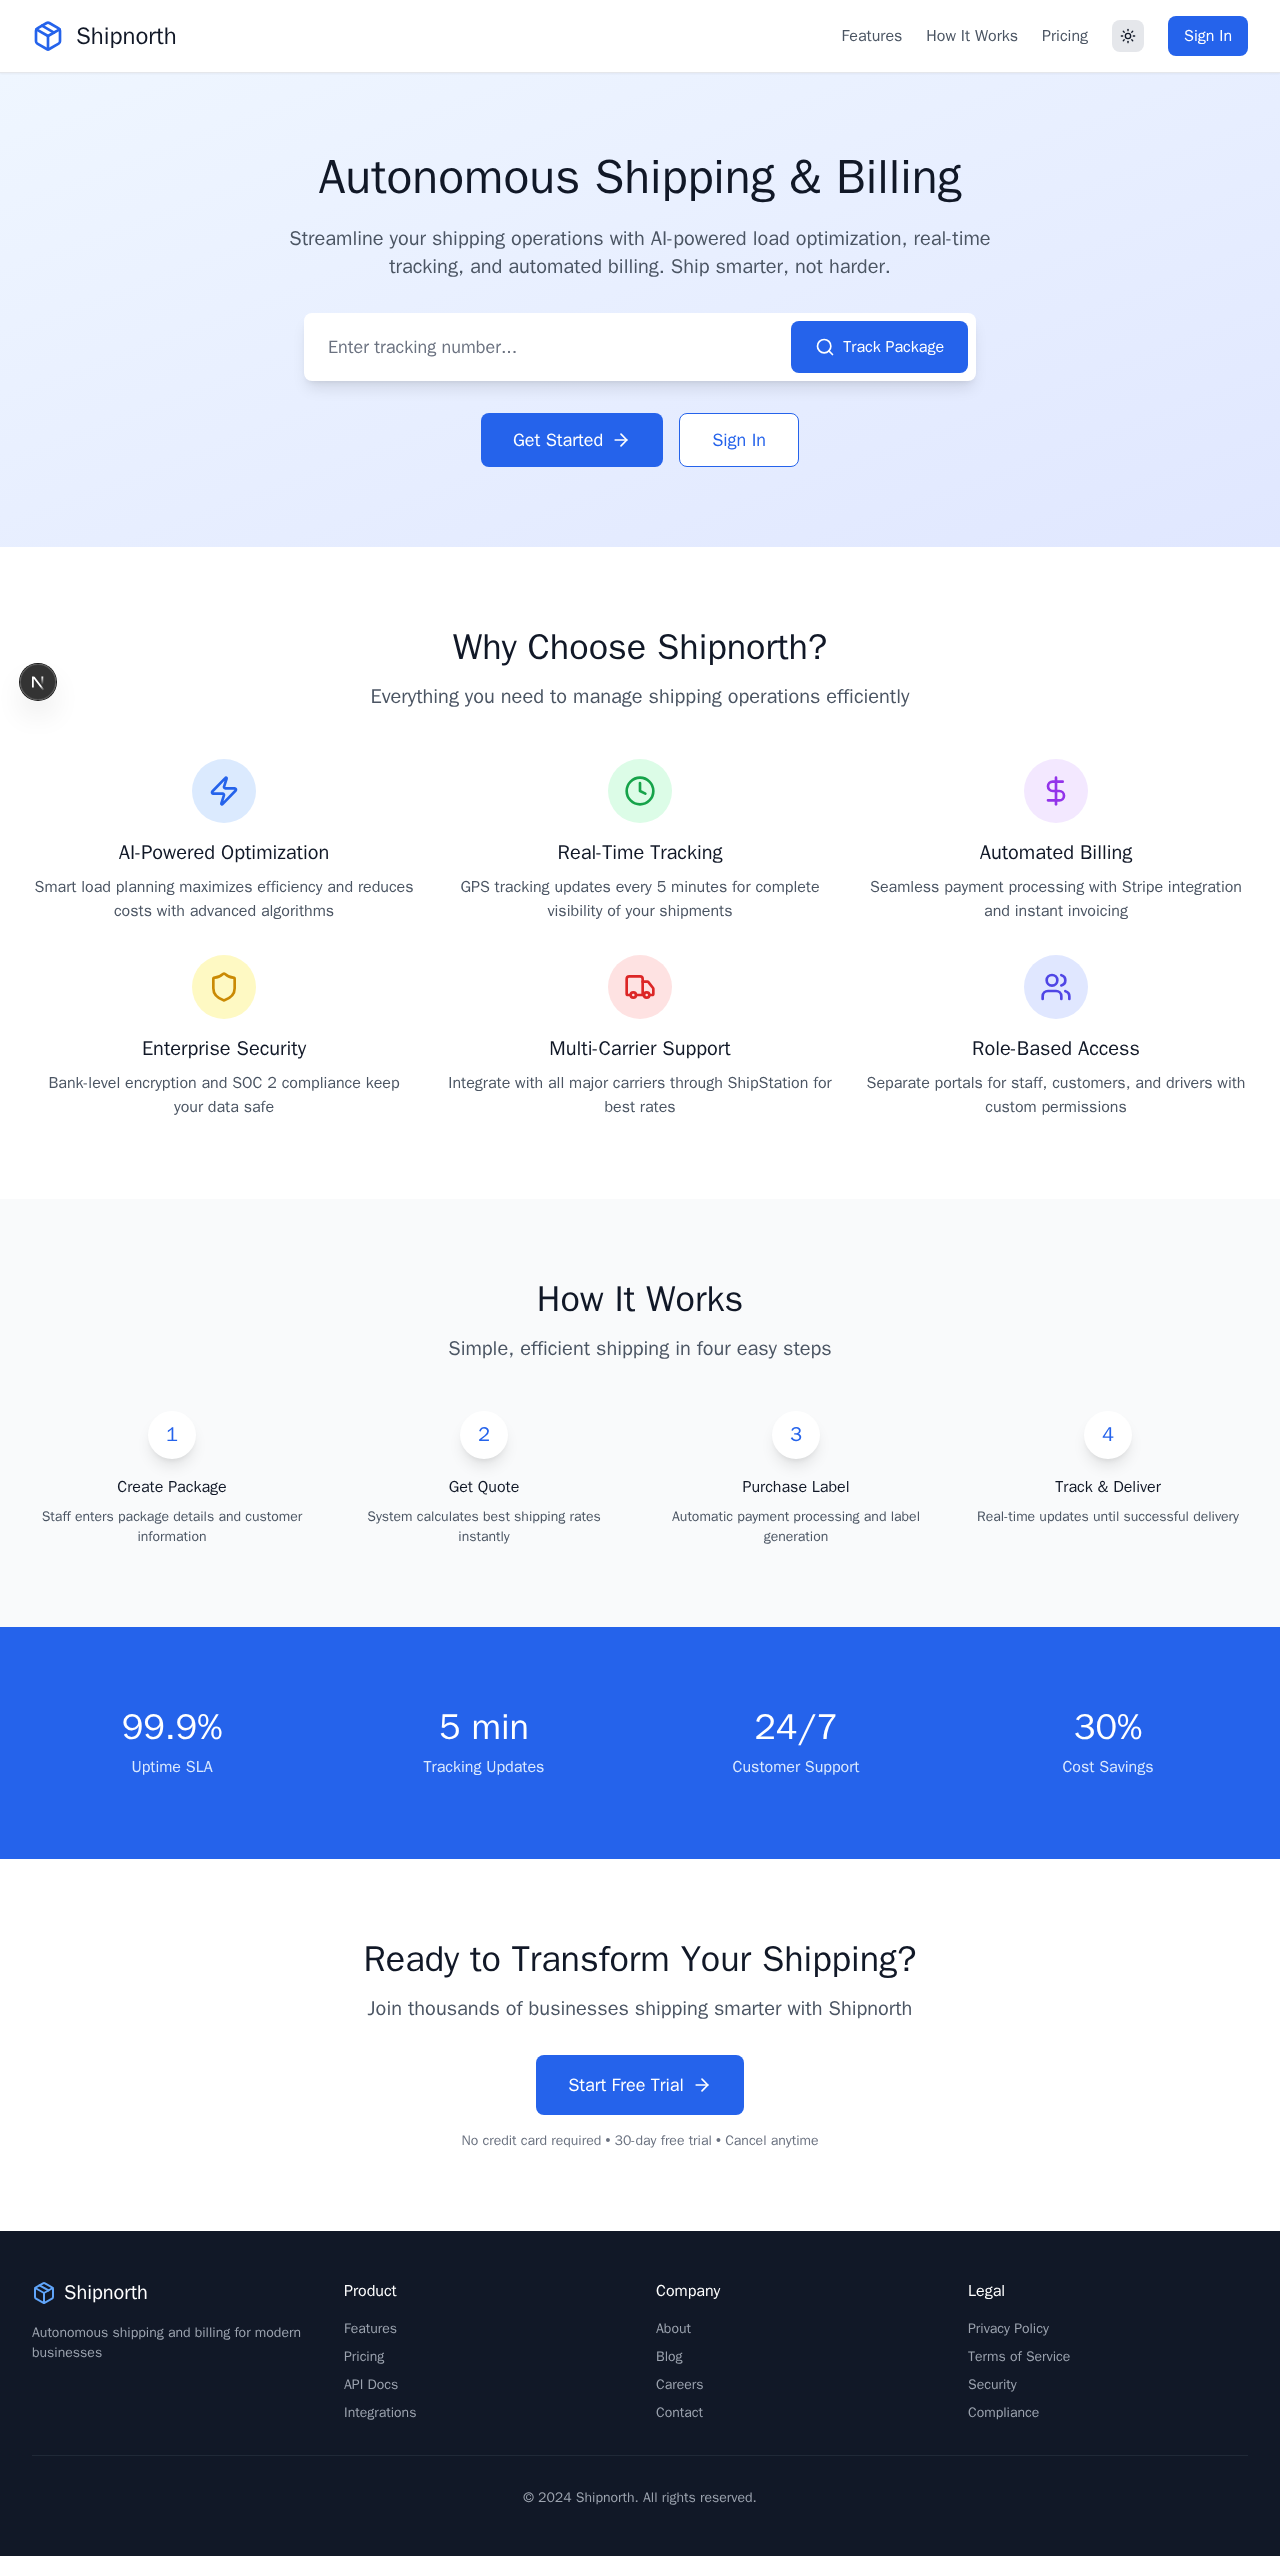 Shipnorth
Features
How It Works
Pricing
Sign In
Autonomous Shipping & Billing
Streamline your shipping operations with AI-powered load optimization, real-time
tracking, and automated billing. Ship smarter, not harder.
Enter tracking number...
Track Package
Get Started
Sign In
Why Choose Shipnorth?
Everything you need to manage shipping operations efficiently
N
AI-Powered Optimization
Smart load planning maximizes efficiency and reduces
costs with advanced algorithms
Real-Time Tracking
GPS tracking updates every 5 minutes for complete
visibility of your shipments
Automated Billing
Seamless payment processing with Stripe integration
and instant invoicing
Enterprise Security
Bank-level encryption and SOC 2 compliance keep
your data safe
Multi-Carrier Support
Integrate with all major carriers through ShipStation for
best rates
Role-Based Access
Separate portals for staff, customers, and drivers with
custom permissions
How It Works
Simple, efficient shipping in four easy steps
1
Create Package
Staff enters package details and customer
information
2
Get Quote
System calculates best shipping rates
instantly
3
Purchase Label
Automatic payment processing and label
generation
4
Track & Deliver
Real-time updates until successful delivery
99.9%
Uptime SLA
5 min
Tracking Updates
24/7
Customer Support
30%
Cost Savings
Ready to Transform Your Shipping?
Join thousands of businesses shipping smarter with Shipnorth
Start Free Trial
No credit card required • 30-day free trial • Cancel anytime
Shipnorth
Autonomous shipping and billing for modern
businesses
Product
Features
Pricing
API Docs
Integrations
Company
About
Blog
Careers
Contact
Legal
Privacy Policy
Terms of Service
Security
Compliance
© 2024 Shipnorth. All rights reserved.